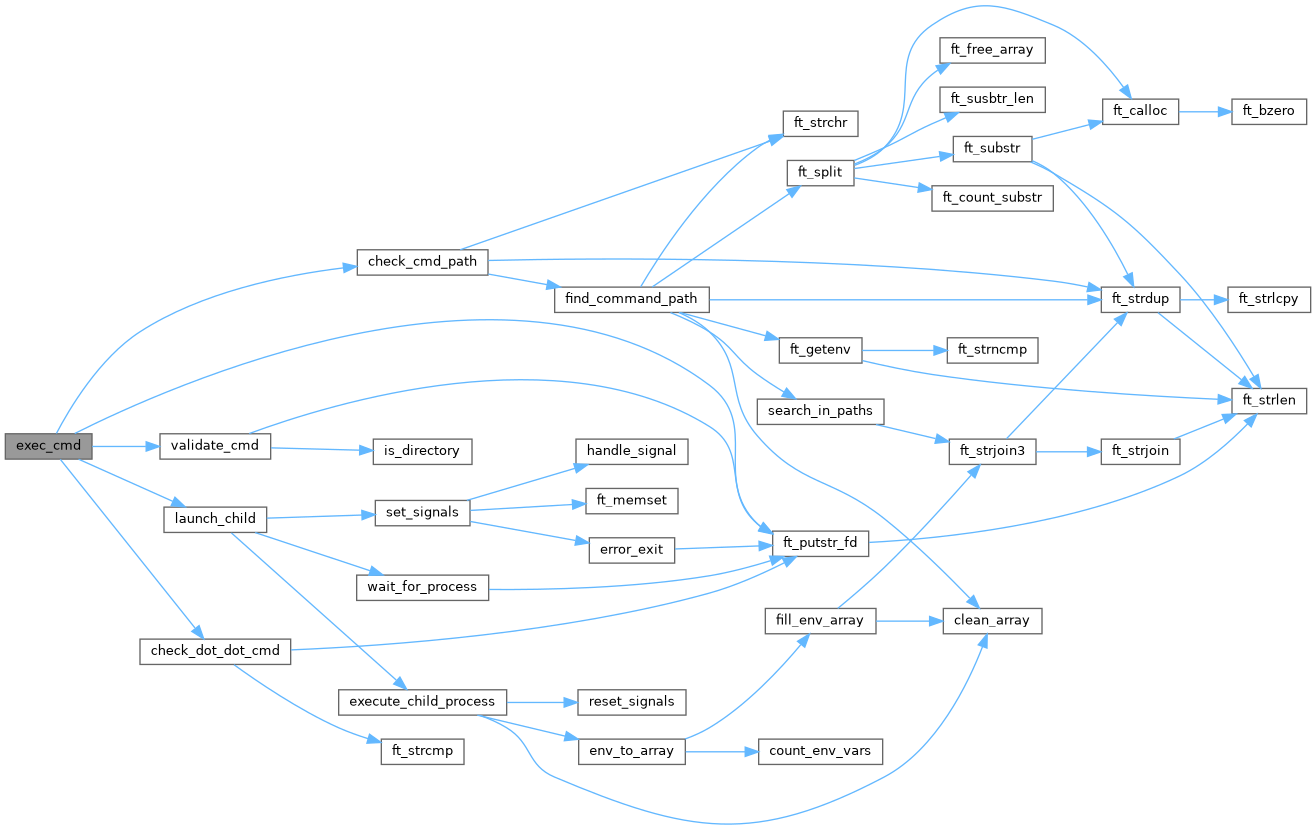 ft_free_array
ft_susbtr_len
ft_strchr
ft_calloc
ft_bzero
ft_substr
ft_split
ft_count_substr
check_cmd_path
find_command_path
ft_strdup
ft_strlcpy
ft_getenv
ft_strncmp
search_in_paths
ft_strlen
exec_cmd
validate_cmd
is_directory
handle_signal
ft_strjoin3
ft_strjoin
ft_memset
launch_child
set_signals
error_exit
ft_putstr_fd
wait_for_process
fill_env_array
clean_array
check_dot_dot_cmd
execute_child_process
reset_signals
ft_strcmp
env_to_array
count_env_vars